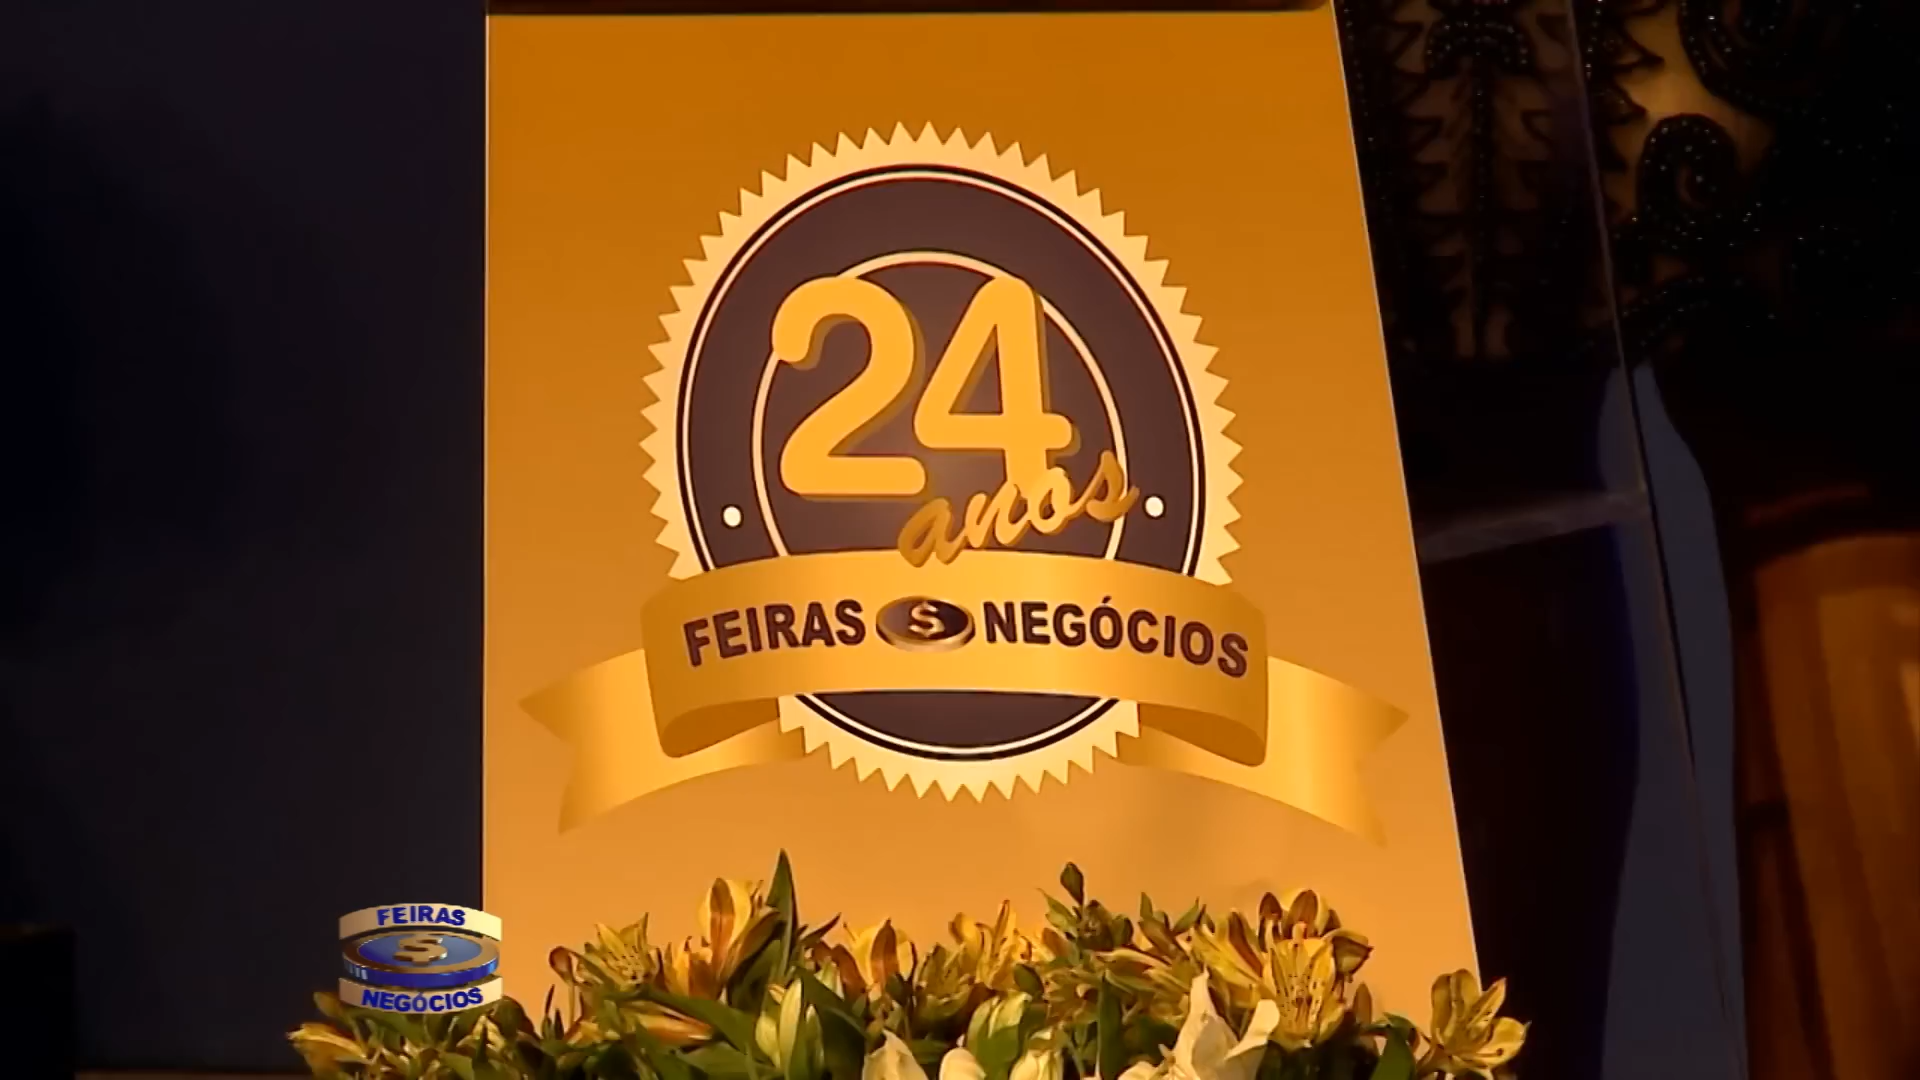 24
anos
FEIRAS $ NEGÓCIOS
FEIRAS
$
NEGÓCIOS